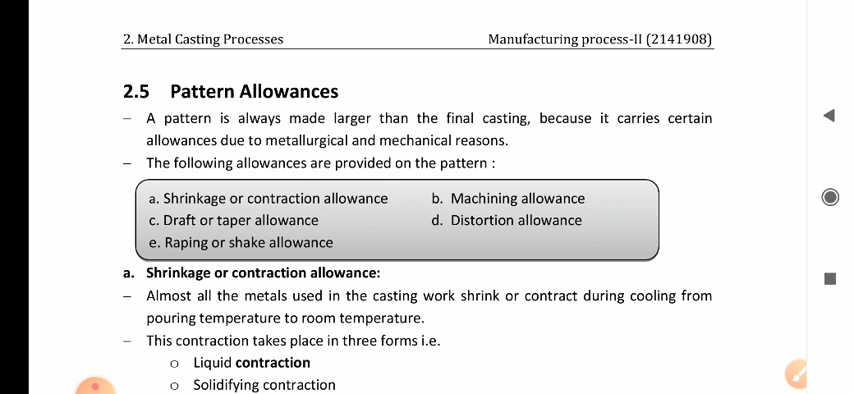 2. Metal Casting Processes Manufacturing process-II (2141908)
2.5 Pattern Allowances
– A pattern is always made larger than the final casting, because it carries certain
allowances due to metallurgical and mechanical reasons.
– The following allowances are provided on the pattern :
a. Shrinkage or contraction allowance b. Machining allowance
c. Draft or taper allowance d. Distortion allowance
e. Raping or shake allowance
a. Shrinkage or contraction allowance:
– Almost all the metals used in the casting work shrink or contract during cooling from
pouring temperature to room temperature.
– This contraction takes place in three forms i.e.
o Liquid contraction
o Solidifying contraction